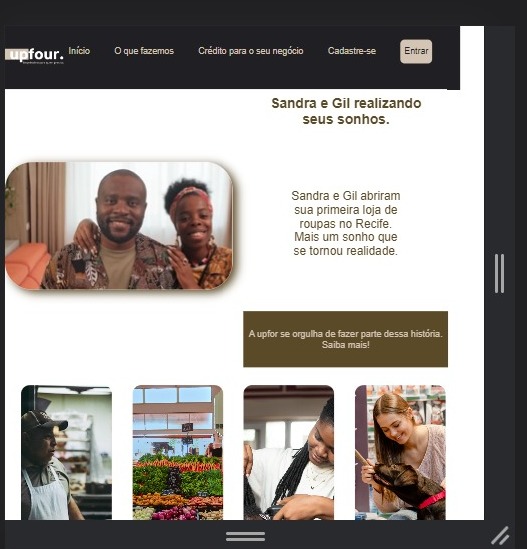 upfour.
Início
O que fazemos
Crédito para o seu negócio
Cadastre-se
Entrar
Sandra e Gil realizando
seus sonhos.
Sandra e Gil abriram
sua primeira loja de
roupas no Recife.
Mais um sonho que
se tornou realidade.
A upfor se orgulha de fazer parte dessa história.
Saiba mais!